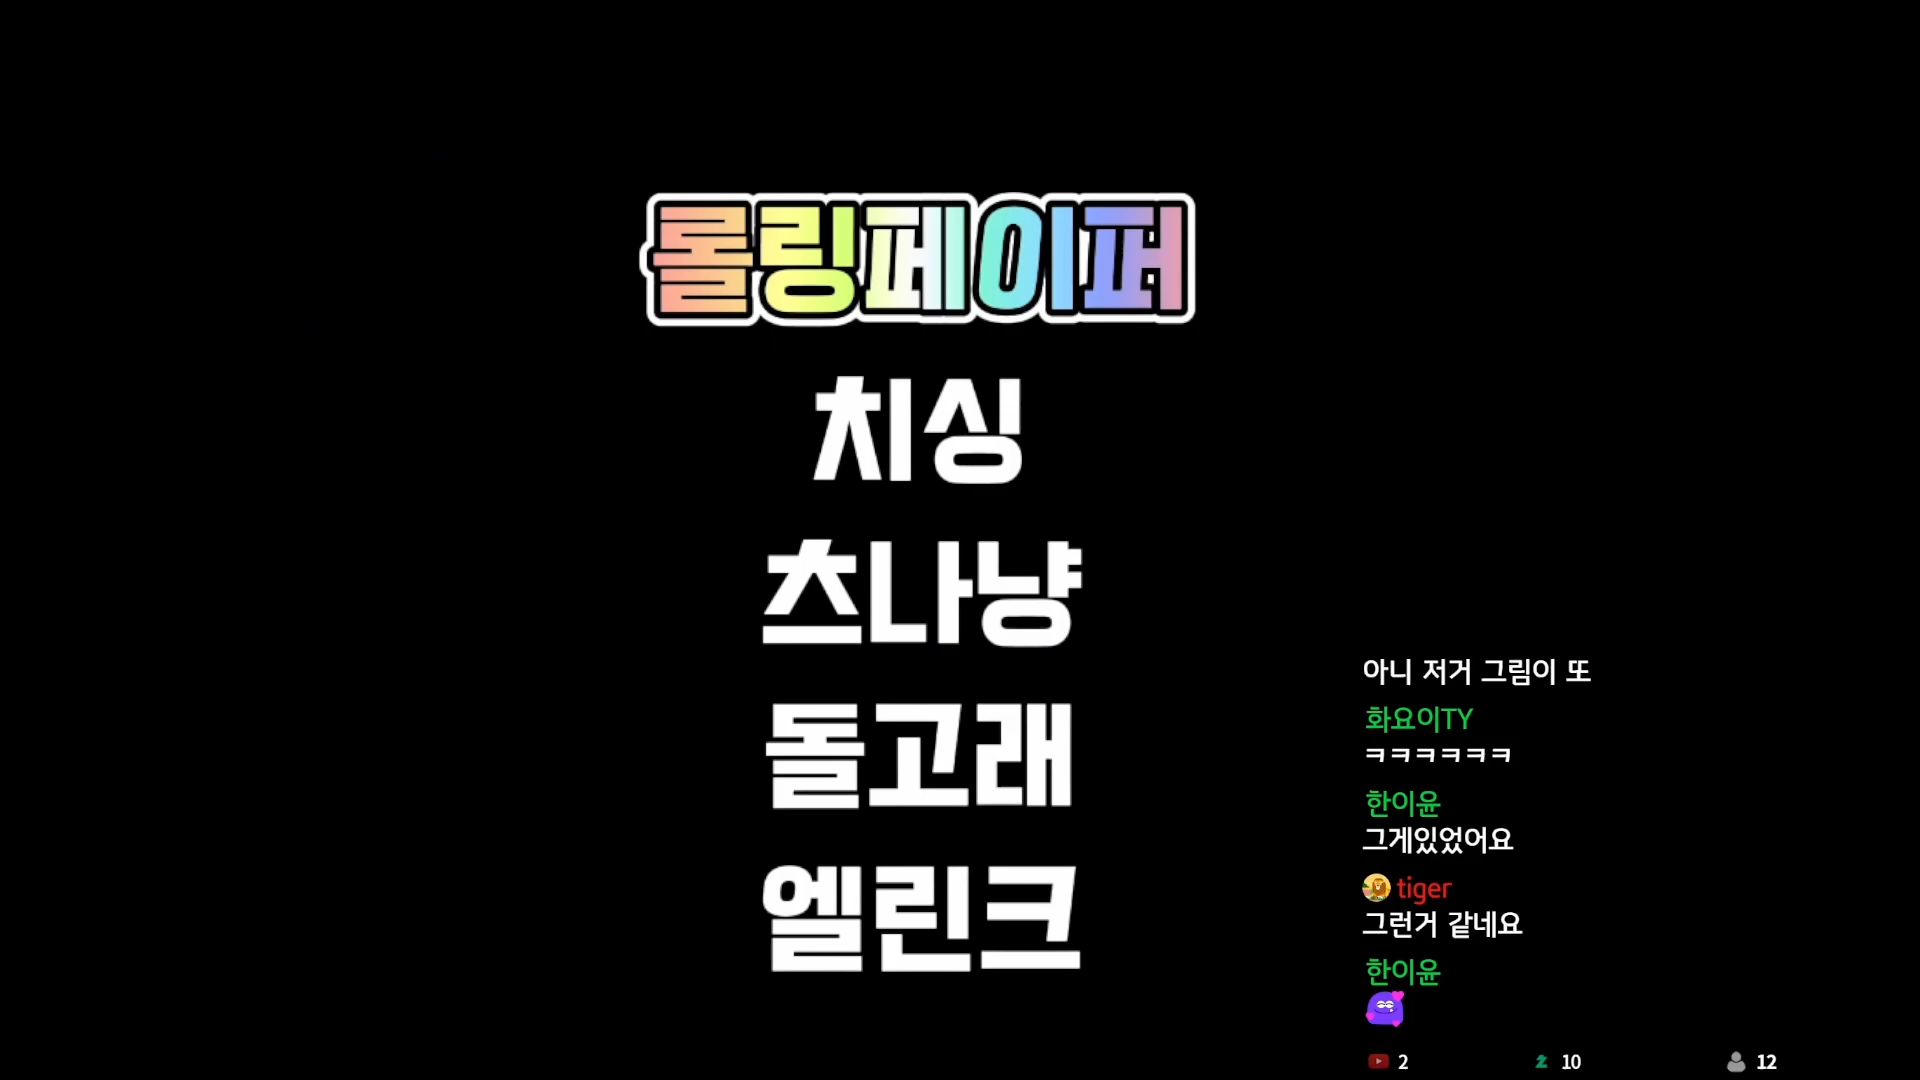 롤링페이퍼
치싱
츠나냥
돌고래
엘린크
아니 저거 그림이 또
화요이TY
ㅋㅋㅋㅋㅋㅋ
한이윤
그게있었어요
tiger
그런거 같네요
한이윤
2
10
12